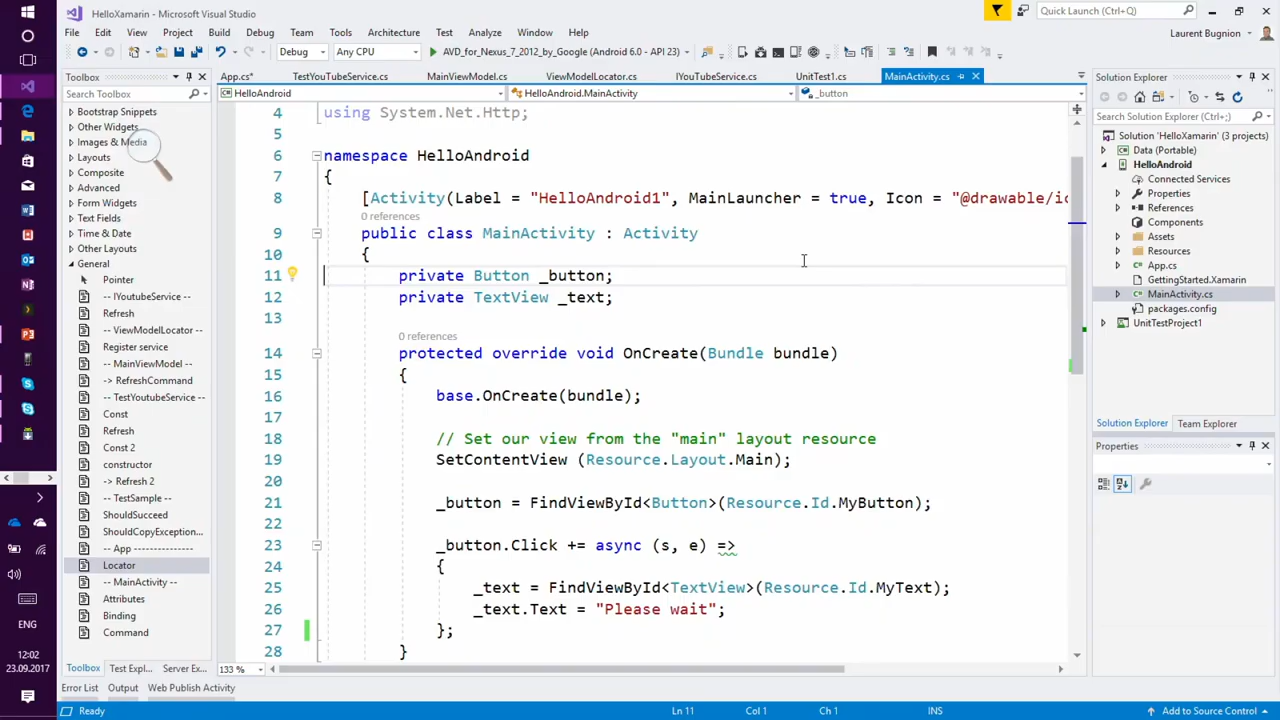 HelloXamarin - Microsoft Visual Studio
Quick Launch (Ctrl+Q)
File Edit View Project Build Debug Team Tools Architecture Test Analyze Window Help
Laurent Bugnion
Debug Any CPU AVD_for_Nexus_7_2012_by_Google (Android 6.0 - API 23)
Toolbox
Search Toolbox
Bootstrap Snippets
Other Widgets
Images & Media
Layouts
Composite
Advanced
Form Widgets
Text Fields
Time & Date
Other Layouts
General
Pointer
-- IYoutubeService --
Refresh
-- ViewModelLocator --
Register service
-- MainViewModel --
-> RefreshCommand
-- TestYoutubeService --
Const
Refresh
Const 2
constructor
-> Refresh 2
-- TestSample --
ShouldSucceed
ShouldCopyException...
-- App --------------
Locator
-- MainActivity --
Attributes
Binding
Command
Toolbox Test Expl... Server Ex...
App.cs* TestYouTubeService.cs MainViewModel.cs ViewModelLocator.cs IYouTubeService.cs UnitTest1.cs MainActivity.cs
HelloAndroid HelloAndroid.MainActivity _button
4 using System.Net.Http;
5
6 namespace HelloAndroid
7 {
8 [Activity(Label = "HelloAndroid1", MainLauncher = true, Icon = "@drawable/ic
0 references
9 public class MainActivity : Activity
10 {
11 private Button _button;
12 private TextView _text;
13
0 references
14 protected override void OnCreate(Bundle bundle)
15 {
16 base.OnCreate(bundle);
17
18 // Set our view from the "main" layout resource
19 SetContentView (Resource.Layout.Main);
20
21 _button = FindViewById<Button>(Resource.Id.MyButton);
22
23 _button.Click += async (s, e) =>
24 {
25 _text = FindViewById<TextView>(Resource.Id.MyText);
26 _text.Text = "Please wait";
27 };
28 }
133 %
Solution Explorer
Search Solution Explorer (Ctrl+;)
Solution 'HelloXamarin' (3 projects)
Data (Portable)
HelloAndroid
Connected Services
Properties
References
Components
Assets
Resources
App.cs
GettingStarted.Xamarin
MainActivity.cs
packages.config
UnitTestProject1
Solution Explorer Team Explorer
Properties
ENG
12:02
23.09.2017
Error List Output Web Publish Activity
Ready Ln 11 Col 1 Ch 1 INS Add to Source Control